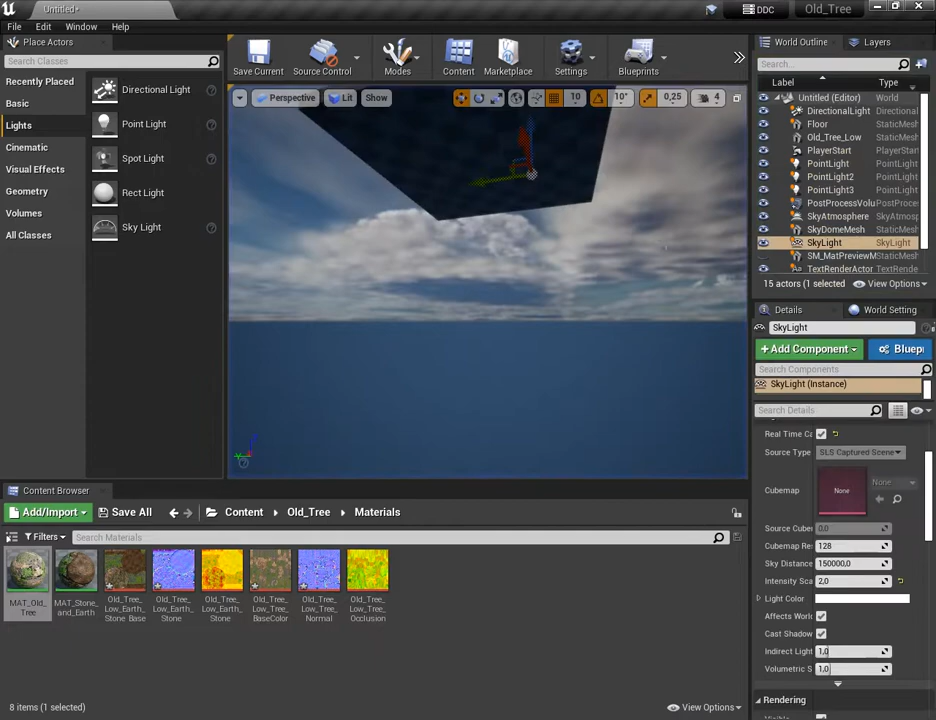 Untitled*
DDC
Old_Tree
File Edit Window Help
Place Actors
Search Classes
Recently Placed
Basic
Lights
Cinematic
Visual Effects
Geometry
Volumes
All Classes
Directional Light
Point Light
Spot Light
Rect Light
Sky Light
Save Current
Source Control
Modes
Content
Marketplace
Settings
Blueprints
Perspective Lit Show
10 10° 0,25 4
World Outline Layers
Search...
Label Type
Untitled (Editor) World
DirectionalLight Directional
Floor StaticMesh
Old_Tree_Low StaticMesh
PlayerStart PlayerStart
PointLight PointLight
PointLight2 PointLight
PointLight3 PointLight
PostProcessVolu PostProces
SkyAtmosphere SkyAtmosp
SkyDomeMesh StaticMesh
SkyLight SkyLight
SM_MatPreviewM StaticMesh
TextRenderActor TextRende
15 actors (1 selected
View Options
Details World Setting
SkyLight
+Add Component
Bluep
Search Components
SkyLight (Instance)
Search Details
Real Time Ca
Source Type SLS Captured Scene
Cubemap None None
Source Cuber 0,0
Cubemap Re: 128
Sky Distance 150000,0
Intensity Sca 2,0
Light Color
Affects World
Cast Shadow
Indirect Light 1,0
Volumetric S 1,0
Rendering
Content Browser
Add/Import Save All Content Old_Tree Materials
Filters Search Materials
MAT_Old_
Tree
MAT_Stone_
and_Earth
Old_Tree_
Low_Earth_
Stone_Base
Old_Tree_
Low_Earth_
Stone
Old_Tree_
Low_Earth_
Stone
Old_Tree_
Low_Tree_
BaseColor
Old_Tree_
Low_Tree_
Normal
Old_Tree_
Low_Tree_
Occlusion
8 items (1 selected)
View Options